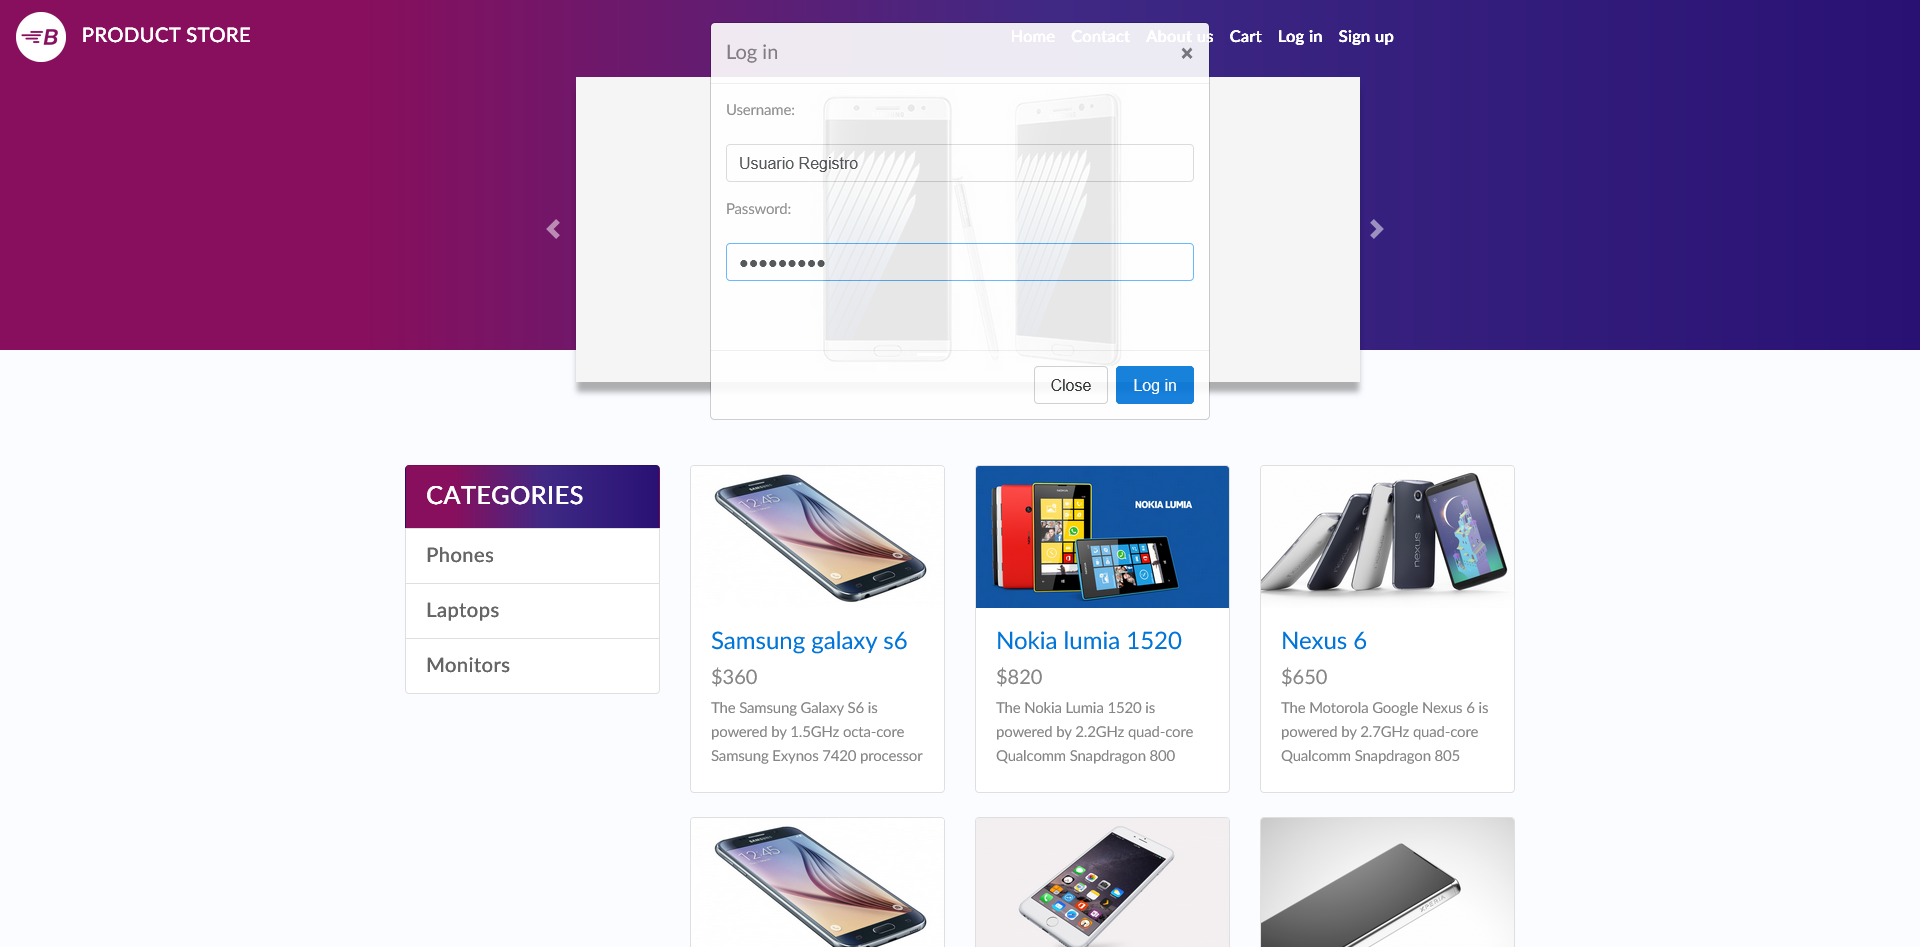 PRODUCT STORE
Home Contact About us Cart Log in Sign up
Log in
×
Username:
Usuario Registro
Password:
•••••••••
Close Log in
CATEGORIES
Phones
Laptops
Monitors
NOKIA LUMIA
nexus
Samsung galaxy s6
$360
The Samsung Galaxy S6 is
powered by 1.5GHz octa-core
Samsung Exynos 7420 processor
Nokia lumia 1520
$820
The Nokia Lumia 1520 is
powered by 2.2GHz quad-core
Qualcomm Snapdragon 800
Nexus 6
$650
The Motorola Google Nexus 6 is
powered by 2.7GHz quad-core
Qualcomm Snapdragon 805
XPERIA